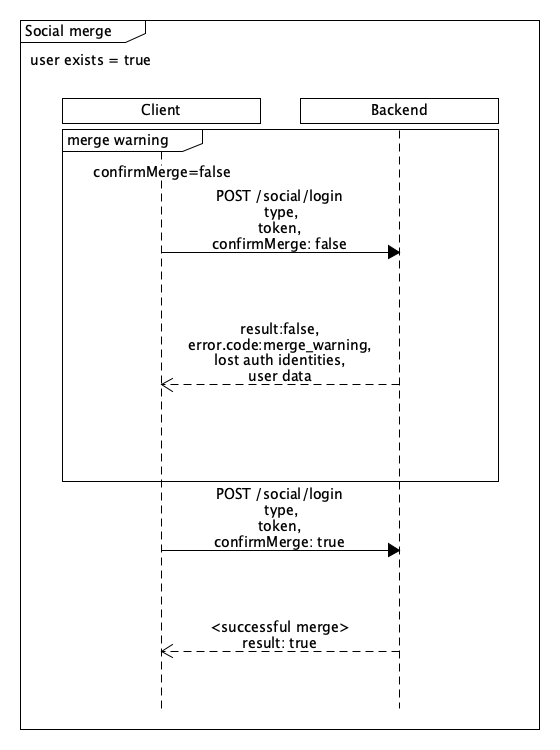 Social merge
user exists = true
Client
Backend
merge warning
confirmMerge=false
POST /social/login
type,
token,
confirmMerge: false
result:false,
error.code:merge_warning,
lost auth identities,
user data
POST /social/login
type,
token,
confirmMerge: true
<successful merge>
result: true